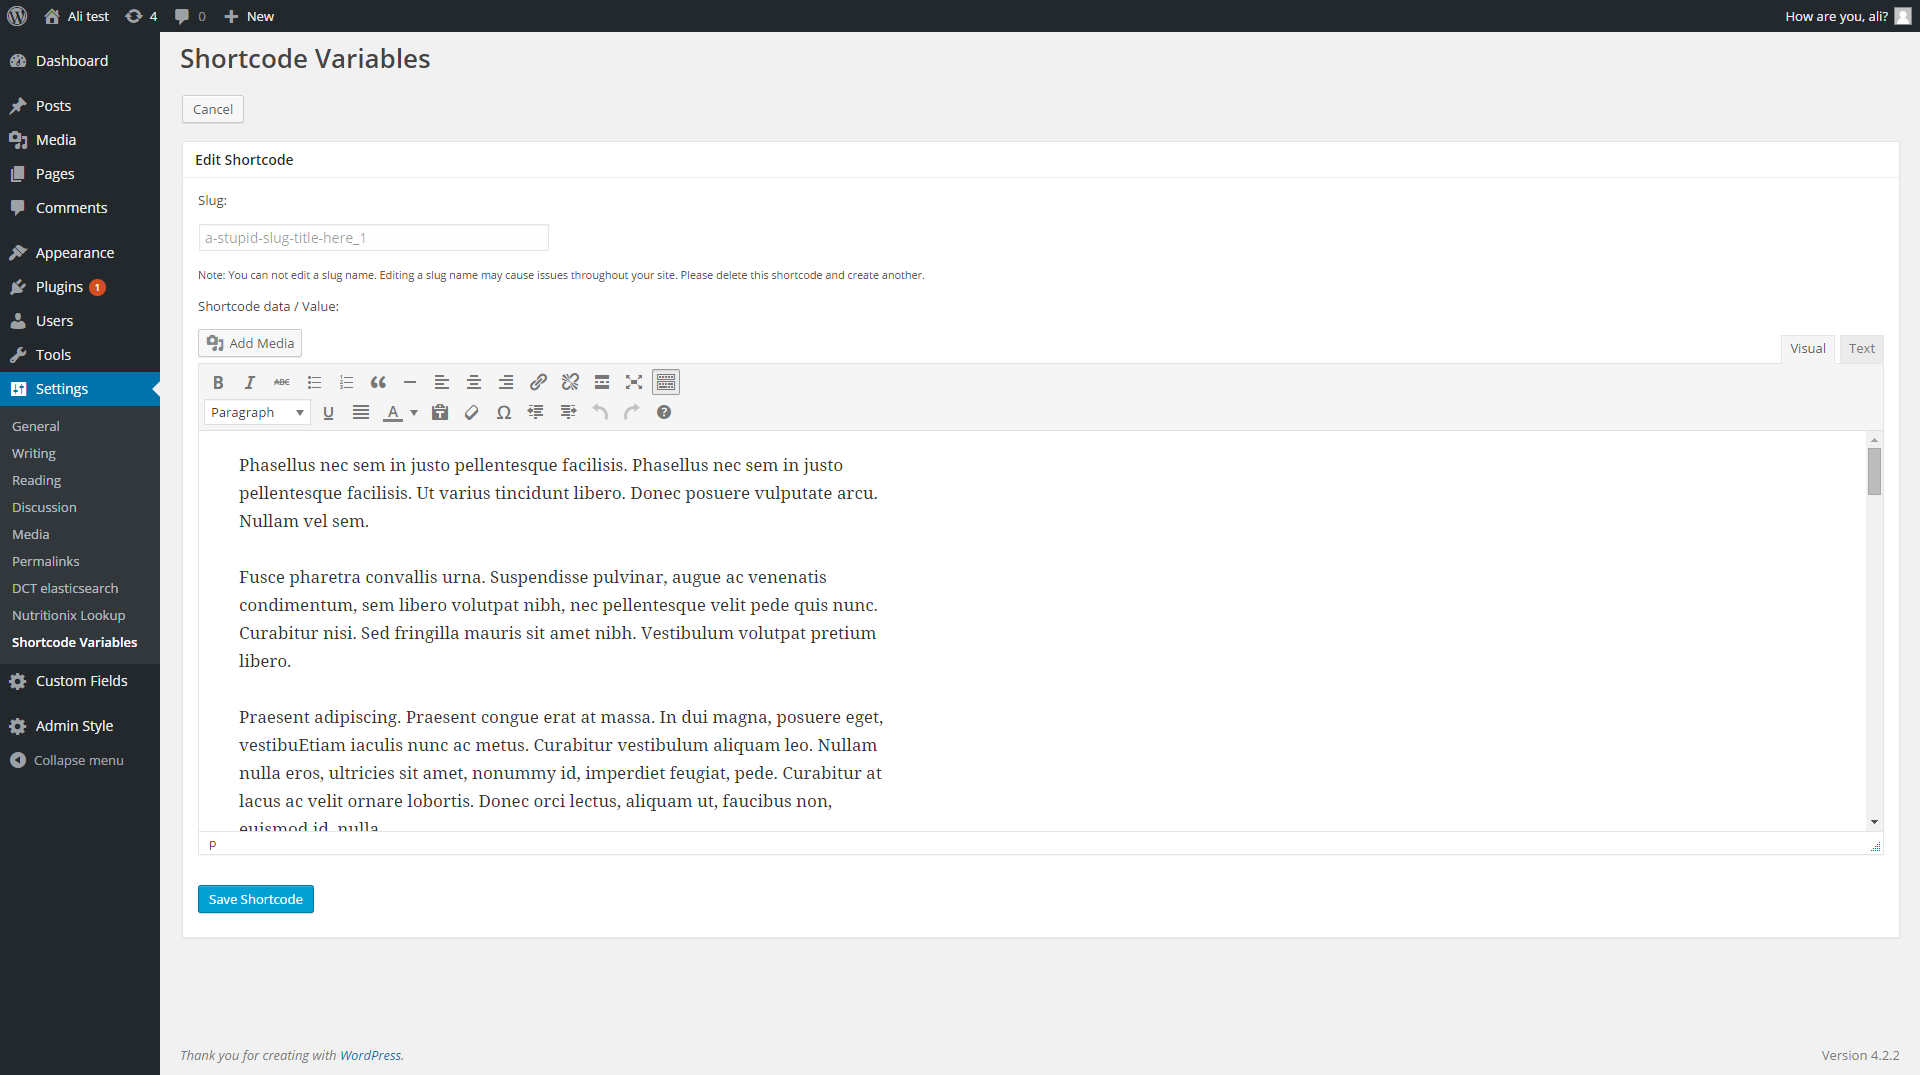 Ali test 4 0 New How are you, ali?
Shortcode Variables
Cancel
Dashboard
Posts
Media
Pages
Comments
Appearance
Plugins 1
Users
Tools
Settings
General
Writing
Reading
Discussion
Media
Permalinks
DCT elasticsearch
Nutritionix Lookup
Shortcode Variables
Custom Fields
Admin Style
Collapse menu
Edit Shortcode
Slug:
a-stupid-slug-title-here_1
Note: You can not edit a slug name. Editing a slug name may cause issues throughout your site. Please delete this shortcode and create another.
Shortcode data / Value:
Add Media
Visual Text
B I ABC
Paragraph U A Ω ?
Phasellus nec sem in justo pellentesque facilisis. Phasellus nec sem in justo
pellentesque facilisis. Ut varius tincidunt libero. Donec posuere vulputate arcu.
Nullam vel sem.
Fusce pharetra convallis urna. Suspendisse pulvinar, augue ac venenatis
condimentum, sem libero volutpat nibh, nec pellentesque velit pede quis nunc.
Curabitur nisi. Sed fringilla mauris sit amet nibh. Vestibulum volutpat pretium
libero.
Praesent adipiscing. Praesent congue erat at massa. In dui magna, posuere eget,
vestibuEtiam iaculis nunc ac metus. Curabitur vestibulum aliquam leo. Nullam
nulla eros, ultricies sit amet, nonummy id, imperdiet feugiat, pede. Curabitur at
lacus ac velit ornare lobortis. Donec orci lectus, aliquam ut, faucibus non,
euismod id, nulla
p
Save Shortcode
Thank you for creating with WordPress.
Version 4.2.2